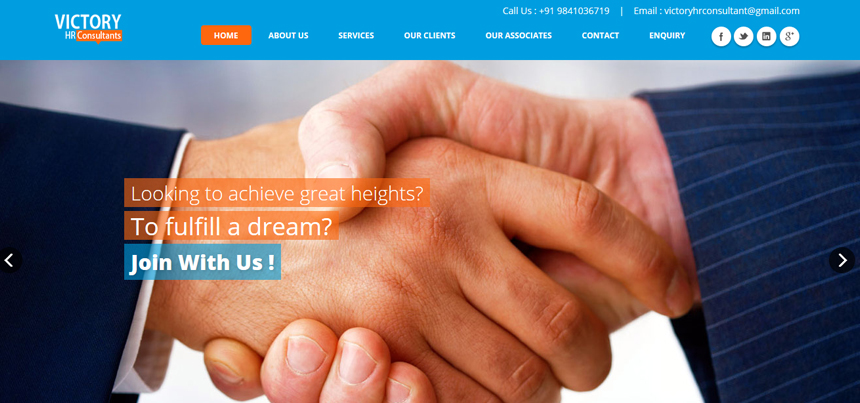 VICTORY
HR Consultants
Call Us : +91 9841036719 | Email : victoryhrconsultant@gmail.com
HOME ABOUT US SERVICES OUR CLIENTS OUR ASSOCIATES CONTACT ENQUIRY
Looking to achieve great heights?
To fulfill a dream?
Join With Us !